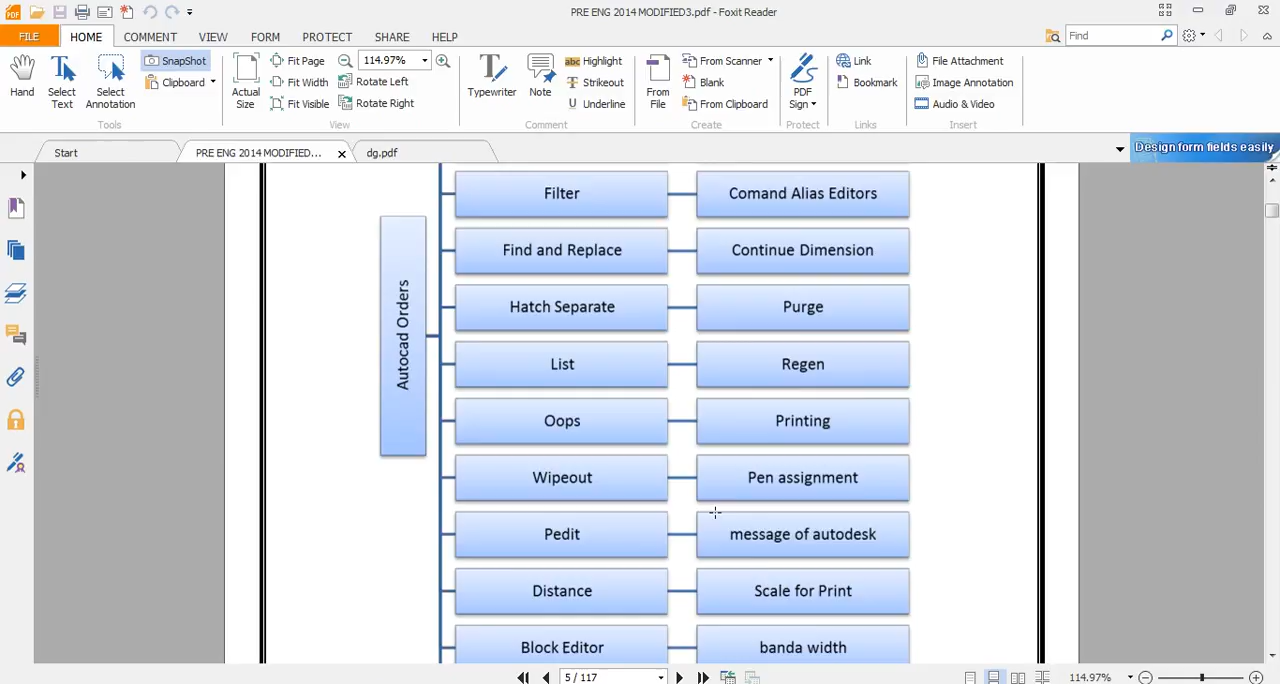 PRE ENG 2014 MODIFIED3.pdf - Foxit Reader
FILE HOME COMMENT VIEW FORM PROTECT SHARE HELP Find
Hand
Select Text
Select Annotation
SnapShot
Clipboard
Tools
Actual Size
Fit Page
Fit Width
Fit Visible
114.97%
Rotate Left
Rotate Right
View
Typewriter
Note
Highlight
Strikeout
Underline
Comment
From File
From Scanner
Blank
From Clipboard
Create
PDF Sign
Protect
Link
Bookmark
Links
File Attachment
Image Annotation
Audio & Video
Insert
Start PRE ENG 2014 MODIFIED... dg.pdf Design form fields easily
Autocad Orders
Filter Comand Alias Editors
Find and Replace Continue Dimension
Hatch Separate Purge
List Regen
Oops Printing
Wipeout Pen assignment
Pedit message of autodesk
Distance Scale for Print
Block Editor banda width
5 / 117 114.97%